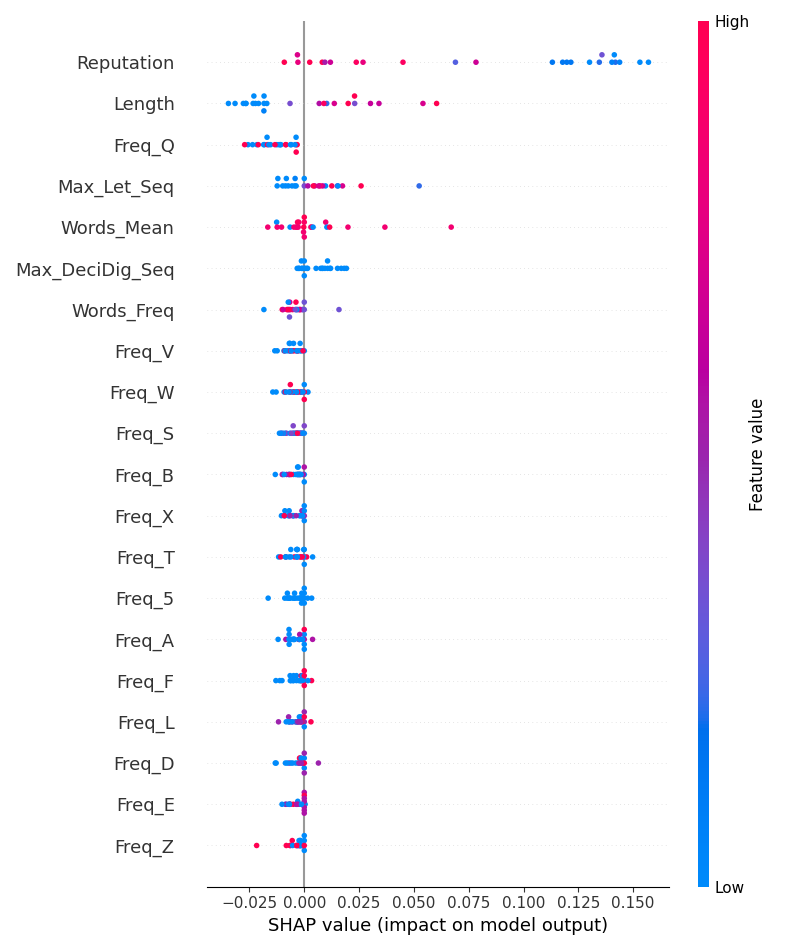 High
Reputation
Length
Freq_Q
Max_Let_Seq
Words_Mean
Max_DeciDig_Seq
Words_Freq
Freq_V
Freq_W
Freq_S
Freq_B
Freq_X
Freq_T
Freq_5
Freq_A
Freq_F
Freq_L
Freq_D
Freq_E
Freq_Z
Feature value
Low
−0.025 0.000 0.025 0.050 0.075 0.100 0.125 0.150
SHAP value (impact on model output)